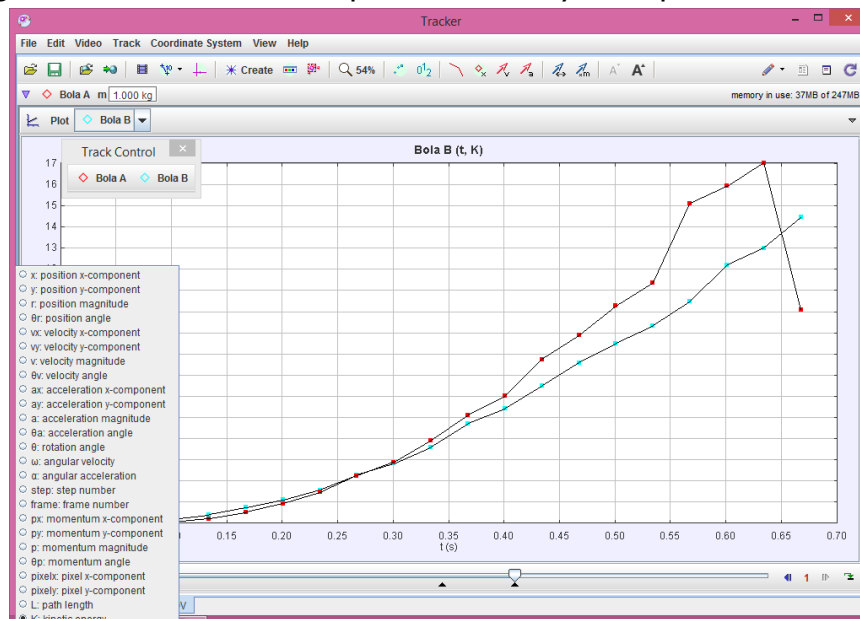 Tracker
File Edit Video Track Coordinate System View Help
Create 54%
Bola A m 1.000 kg memory in use: 37MB of 247MB
Plot Bola B
Track Control
Bola A Bola B
Bola B (t, K)
17
16
15
14
13
x: position x-component
y: position y-component
r: position magnitude
θr: position angle
vx: velocity x-component
vy: velocity y-component
v: velocity magnitude
θv: velocity angle
ax: acceleration x-component
ay: acceleration y-component
a: acceleration magnitude
θa: acceleration angle
θ: rotation angle
ω: angular velocity
α: angular acceleration
step: step number
frame: frame number
px: momentum x-component
py: momentum y-component
p: momentum magnitude
θp: momentum angle
pixelx: pixel x-component
pixely: pixel y-component
L: path length
K: kinetic energy
0.15 0.20 0.25 0.30 0.35 0.40 0.45 0.50 0.55 0.60 0.65 0.70
t (s)
1